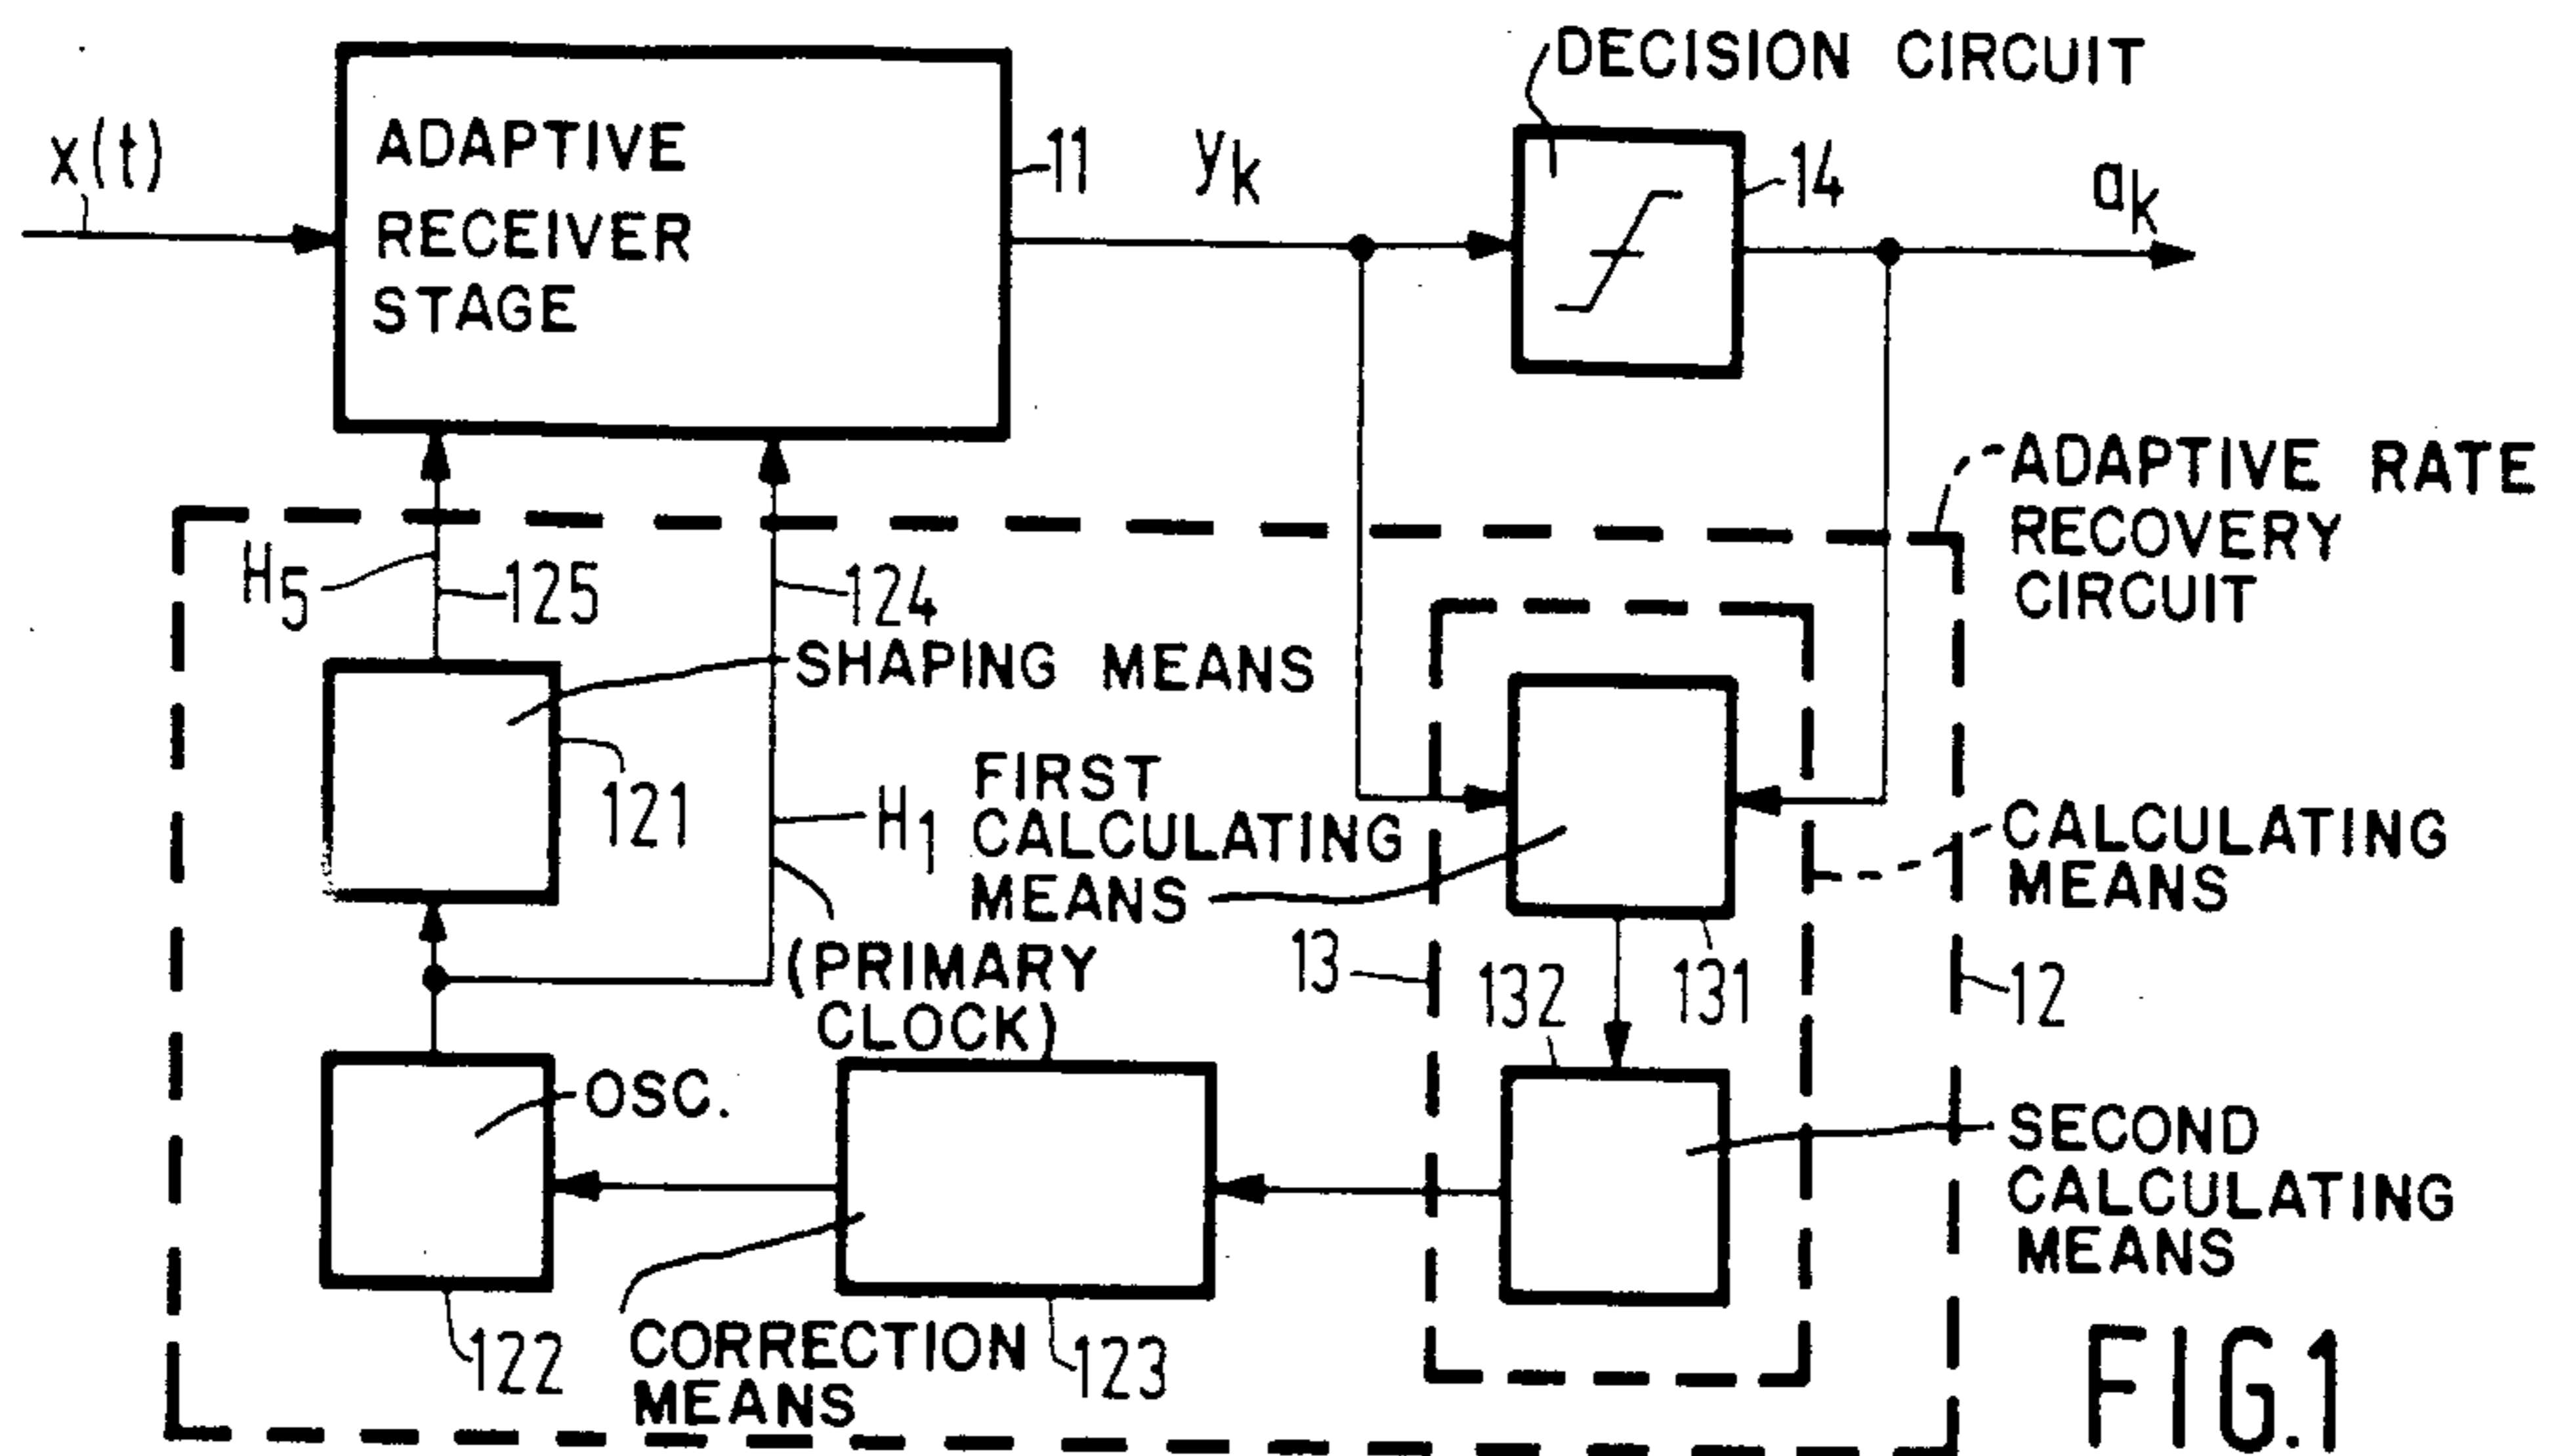 DECISION CIRCUIT
x(t)
ADAPTIVE
RECEIVER
STAGE
11
yk
14
ak
ADAPTIVE RATE
RECOVERY
CIRCUIT
H5
125
124
SHAPING MEANS
121
H1
FIRST
CALCULATING
MEANS
CALCULATING
MEANS
(PRIMARY
CLOCK)
13
132
131
12
OSC.
SECOND
CALCULATING
MEANS
122
CORRECTION
MEANS
123
FIG.1